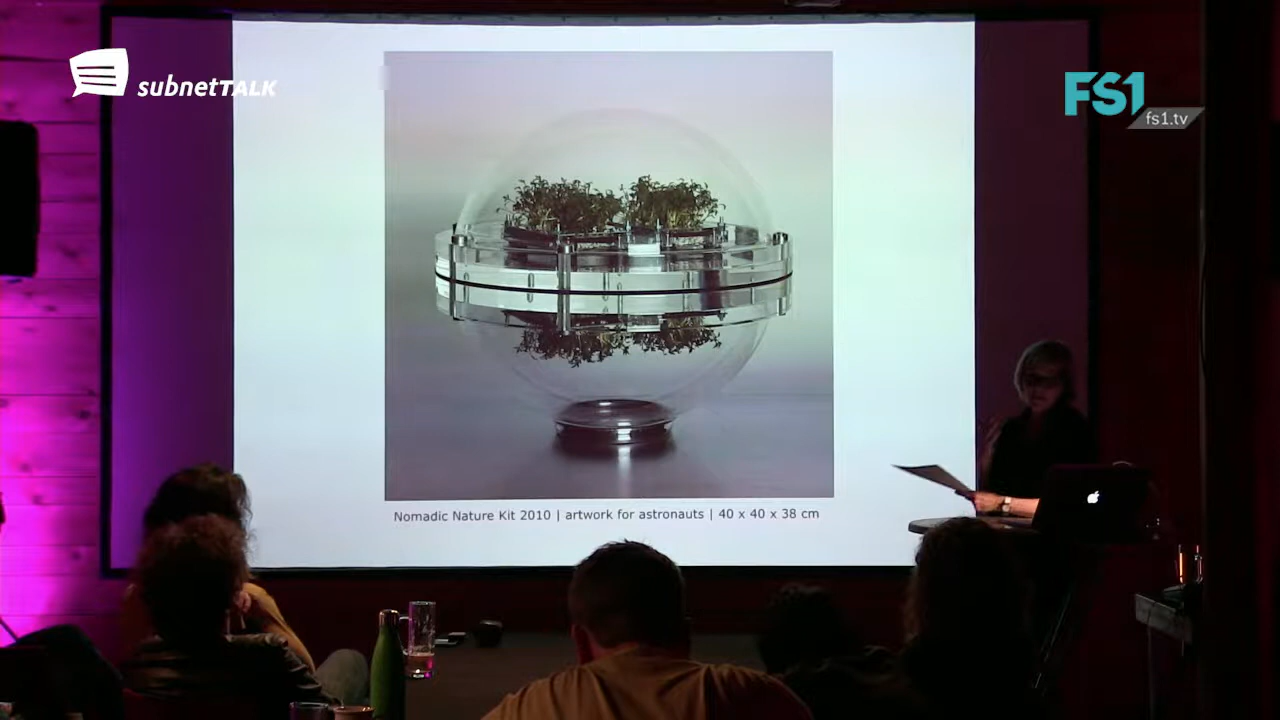 subnetTALK
FS1
fs1.tv
Nomadic Nature Kit 2010 | artwork for astronauts | 40 x 40 x 38 cm